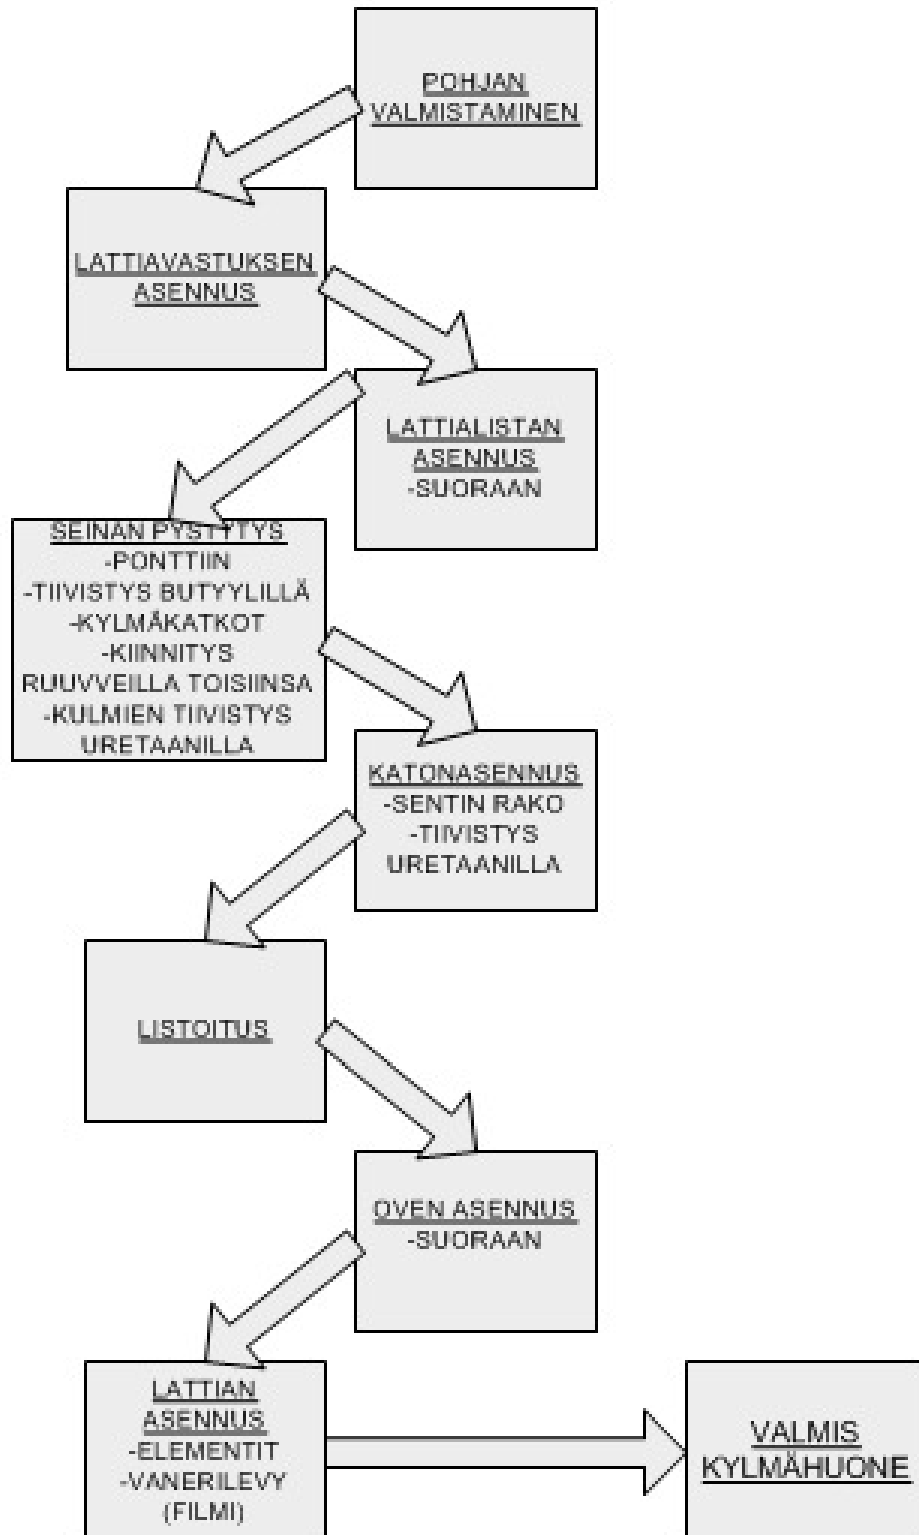 POHJAN
VALMISTAMINEN
LATTIAVASTUKSEN
ASENNUS
LATTIALISTAN
ASENNUS
-SUORAAN
SEINÄN PYSTYTYS
-PONTTIIN
-TIIVISTYS BUTYYLILLÄ
-KYLMÄKATKOT
-KIINNITYS
RUUVVEILLA TOISIINSA
-KULMIEN TIIVISTYS
URETAANILLA
KATONASENNUS
-SENTIN RAKO
-TIIVISTYS
URETAANILLA
LISTOITUS
OVEN ASENNUS
-SUORAAN
LATTIAN
ASENNUS
-ELEMENTIT
-VANERILEVY
(FILMI)
VALMIS
KYLMÄHUONE